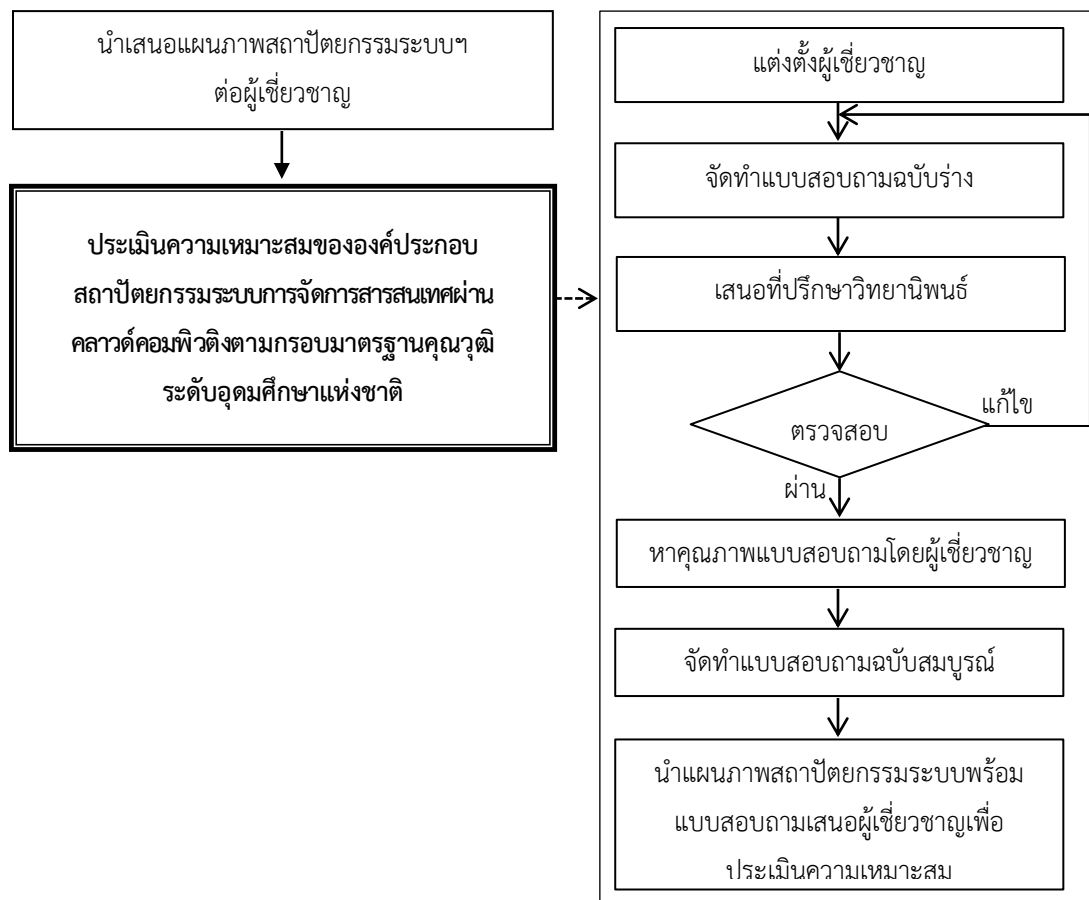 นำเสนอแผนภาพสถาปัตยกรรมระบบฯ
ต่อผู้เชี่ยวชาญ
ประเมินความเหมาะสมขององค์ประกอบ
สถาปัตยกรรมระบบการจัดการสารสนเทศผ่าน
คลาวด์คอมพิวติงตามกรอบมาตรฐานคุณวุฒิ
ระดับอุดมศึกษาแห่งชาติ
แต่งตั้งผู้เชี่ยวชาญ
จัดทำแบบสอบถามฉบับร่าง
เสนอที่ปรึกษาวิทยานิพนธ์
ตรวจสอบ
แก้ไข
ผ่าน
หาคุณภาพแบบสอบถามโดยผู้เชี่ยวชาญ
จัดทำแบบสอบถามฉบับสมบูรณ์
นำแผนภาพสถาปัตยกรรมระบบพร้อม
แบบสอบถามเสนอผู้เชี่ยวชาญเพื่อ
ประเมินความเหมาะสม